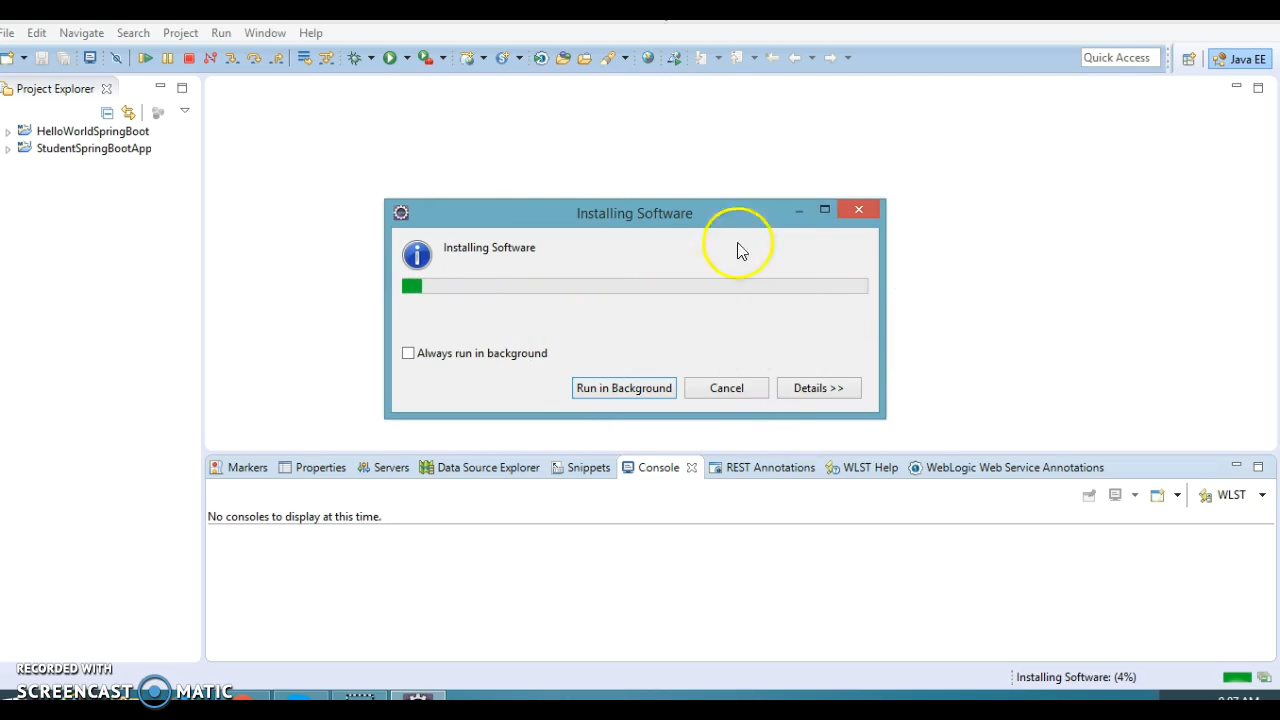 File Edit Navigate Search Project Run Window Help
Quick Access
Java EE
Project Explorer
HelloWorldSpringBoot
StudentSpringBootApp
Installing Software
Installing Software
Always run in background
Run in Background Cancel Details >>
Markers Properties Servers Data Source Explorer Snippets Console REST Annotations WLST Help WebLogic Web Service Annotations
WLST
No consoles to display at this time.
RECORDED WITH
SCREENCAST MATIC
Installing Software: (4%)